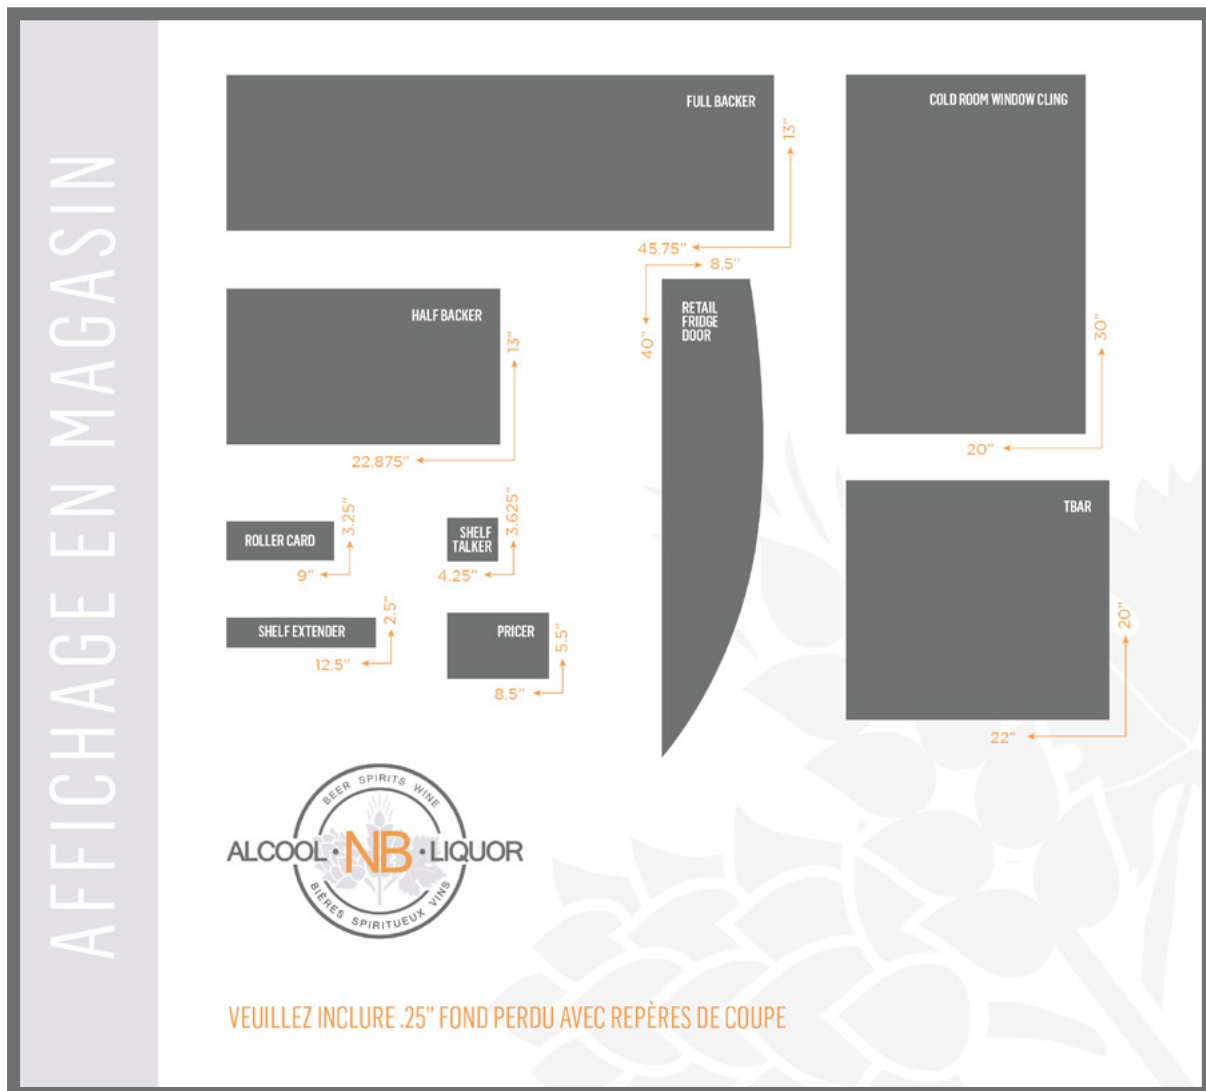 AFFICHAGE EN MAGASIN
FULL BACKER
13"
45.75"
COLD ROOM WINDOW CLING
30"
20"
HALF BACKER
13"
22.875"
8.5"
40"
RETAIL
FRIDGE
DOOR
TBAR
20"
22"
ROLLER CARD
3.25"
9"
SHELF
TALKER
3.625"
4.25"
SHELF EXTENDER
2.5"
12.5"
PRICER
5.5"
8.5"
BEER SPIRITS WINE
ALCOOL · NB · LIQUOR
BIÈRES SPIRITUEUX VINS
VEUILLEZ INCLURE .25" FOND PERDU AVEC REPÈRES DE COUPE